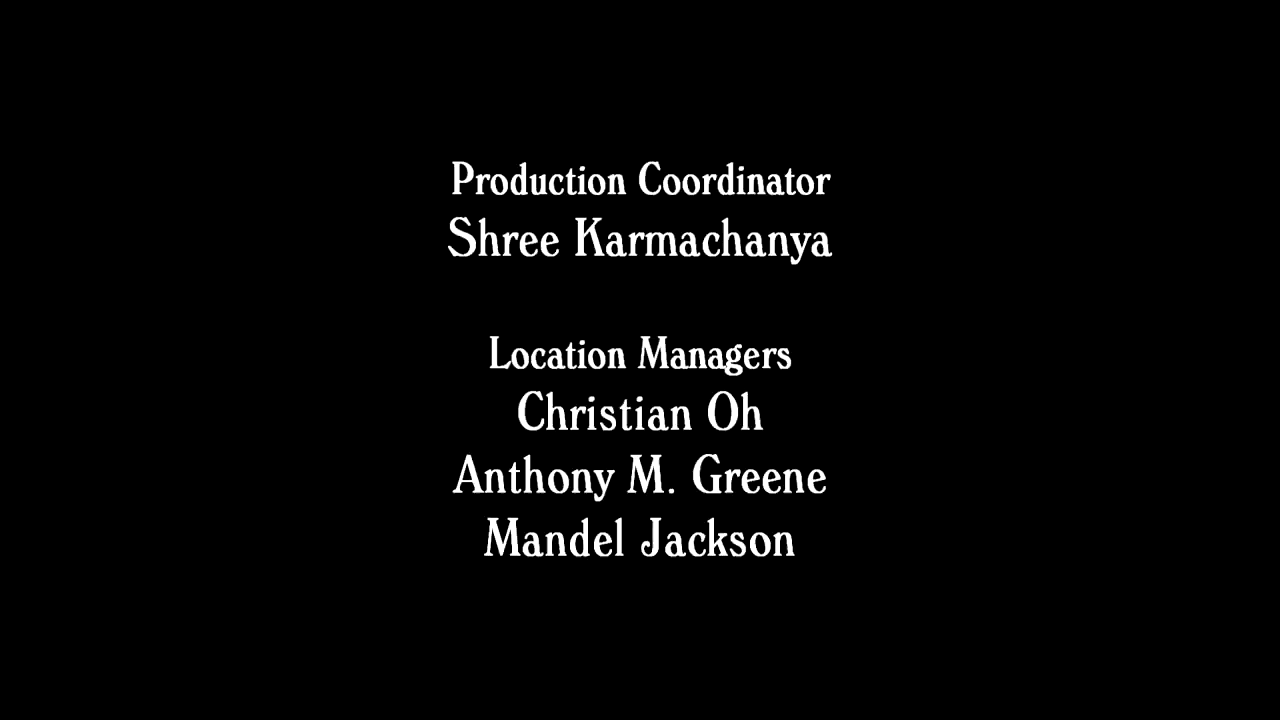 Production Coordinator
Shree Karmachanya
Location Managers
Christian Oh
Anthony M. Greene
Mandel Jackson